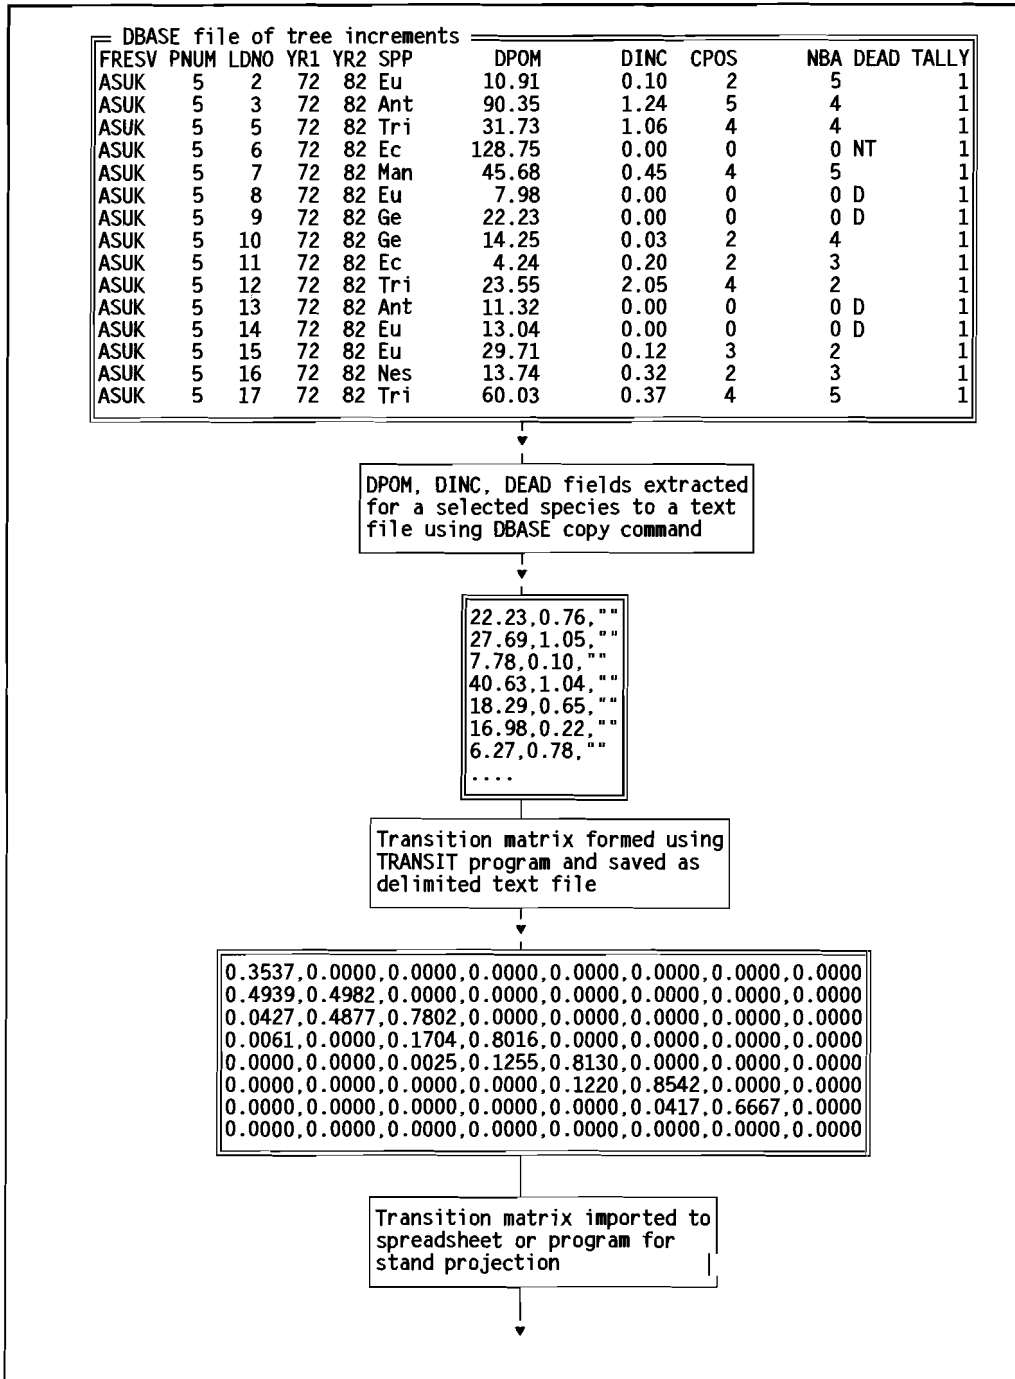 DBASE file of tree increments
FRESV PNUM LDNO YR1 YR2 SPP DPOM DINC CPOS NBA DEAD TALLY
ASUK 5 2 72 82 Eu 10.91 0.10 2 5 1
ASUK 5 3 72 82 Ant 90.35 1.24 5 4 1
ASUK 5 5 72 82 Tri 31.73 1.06 4 4 1
ASUK 5 6 72 82 Ec 128.75 0.00 0 0 NT 1
ASUK 5 7 72 82 Man 45.68 0.45 4 5 1
ASUK 5 8 72 82 Eu 7.98 0.00 0 0 D 1
ASUK 5 9 72 82 Ge 22.23 0.00 0 0 D 1
ASUK 5 10 72 82 Ge 14.25 0.03 2 4 1
ASUK 5 11 72 82 Ec 4.24 0.20 2 3 1
ASUK 5 12 72 82 Tri 23.55 2.05 4 2 1
ASUK 5 13 72 82 Ant 11.32 0.00 0 0 D 1
ASUK 5 14 72 82 Eu 13.04 0.00 0 0 D 1
ASUK 5 15 72 82 Eu 29.71 0.12 3 2 1
ASUK 5 16 72 82 Nes 13.74 0.32 2 3 1
ASUK 5 17 72 82 Tri 60.03 0.37 4 5 1
DPOM, DINC, DEAD fields extracted
for a selected species to a text
file using DBASE copy command
22.23,0.76,""
27.69,1.05,""
7.78,0.10,""
40.63,1.04,""
18.29,0.65,""
16.98,0.22,""
6.27,0.78,""
....
Transition matrix formed using
TRANSIT program and saved as
delimited text file
0.3537,0.0000,0.0000,0.0000,0.0000,0.0000,0.0000,0.0000
0.4939,0.4982,0.0000,0.0000,0.0000,0.0000,0.0000,0.0000
0.0427,0.4877,0.7802,0.0000,0.0000,0.0000,0.0000,0.0000
0.0061,0.0000,0.1704,0.8016,0.0000,0.0000,0.0000,0.0000
0.0000,0.0000,0.0025,0.1255,0.8130,0.0000,0.0000,0.0000
0.0000,0.0000,0.0000,0.0000,0.1220,0.8542,0.0000,0.0000
0.0000,0.0000,0.0000,0.0000,0.0000,0.0417,0.6667,0.0000
0.0000,0.0000,0.0000,0.0000,0.0000,0.0000,0.0000,0.0000
Transition matrix imported to
spreadsheet or program for
stand projection